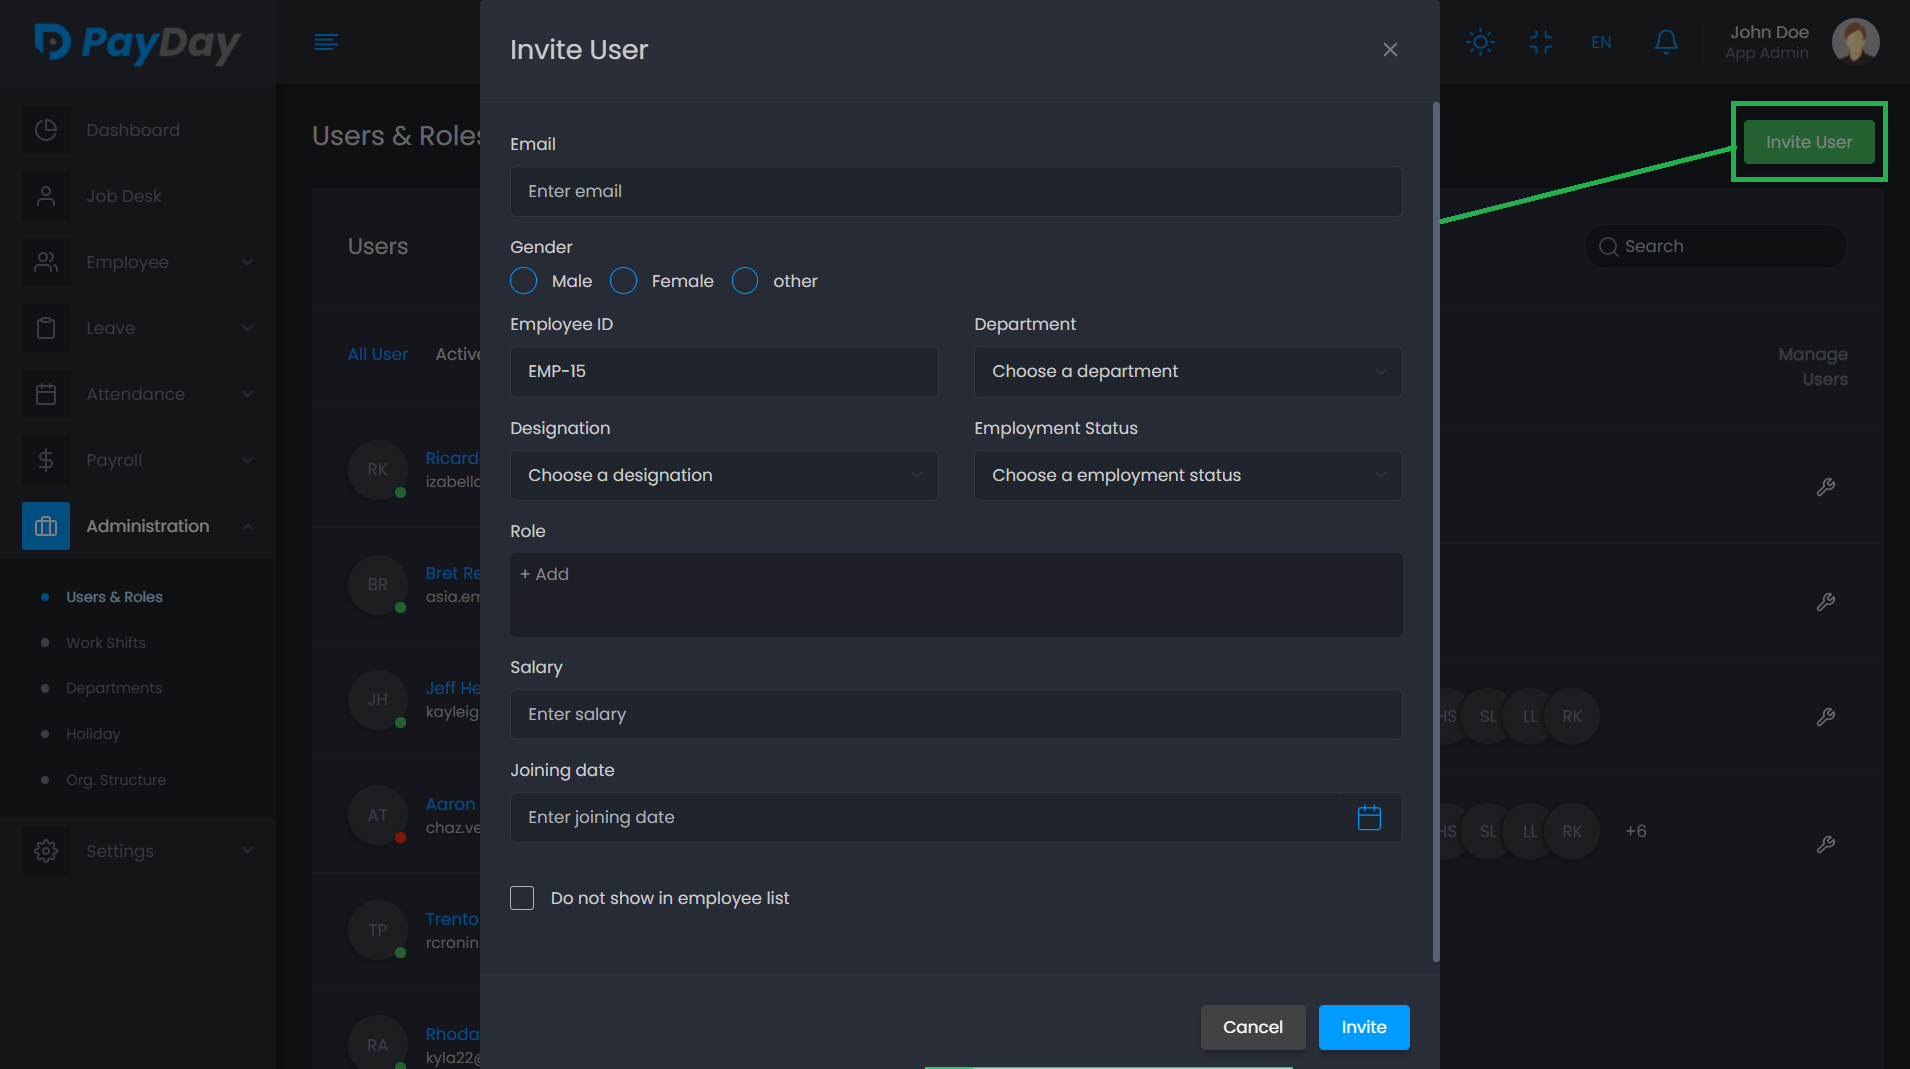 PayDay
Dashboard
Job Desk
Employee
Leave
Attendance
Payroll
Administration
Users & Roles
Work Shifts
Departments
Holiday
Org. Structure
Settings
EN
John Doe
App Admin
Users & Roles
Invite User
Users
Search
All User
Active
Manage
Users
RK
Ricard
izabella
BR
Bret Re
asia.em
JH
Jeff He
kayleig
HS SL LL RK
AT
Aaron
chaz.ve
HS SL LL RK +6
TP
Trento
rcronin
RA
Rhoda
kyla22@
Invite User
Email
Enter email
Gender
Male Female other
Employee ID Department
EMP-15 Choose a department
Designation Employment Status
Choose a designation Choose a employment status
Role
+ Add
Salary
Enter salary
Joining date
Enter joining date
Do not show in employee list
Cancel Invite